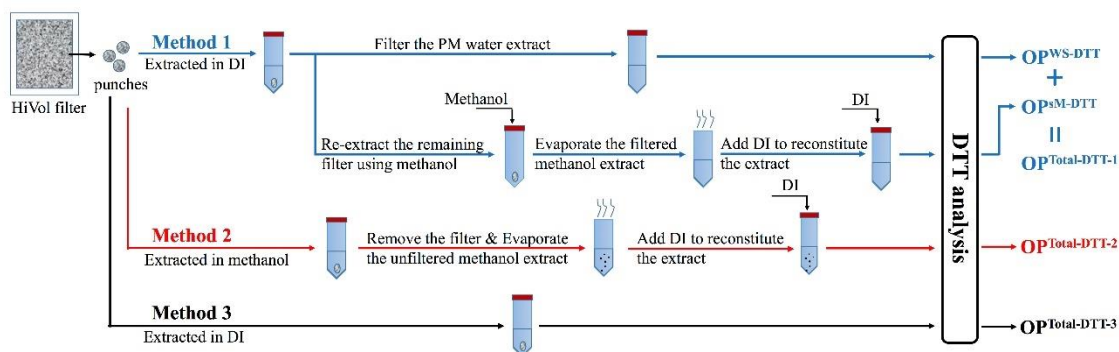 HiVol filter
punches
Method 1
Extracted in DI
Filter the PM water extract
Re-extract the remaining
filter using methanol
Methanol
Evaporate the filtered
methanol extract
Add DI to reconstitute
the extract
DI
Method 2
Extracted in methanol
Remove the filter & Evaporate
the unfiltered methanol extract
Add DI to reconstitute
the extract
DI
Method 3
Extracted in DI
DTT analysis
OP^WS-DTT
+
OP^sM-DTT
=
OP^Total-DTT-1
OP^Total-DTT-2
OP^Total-DTT-3